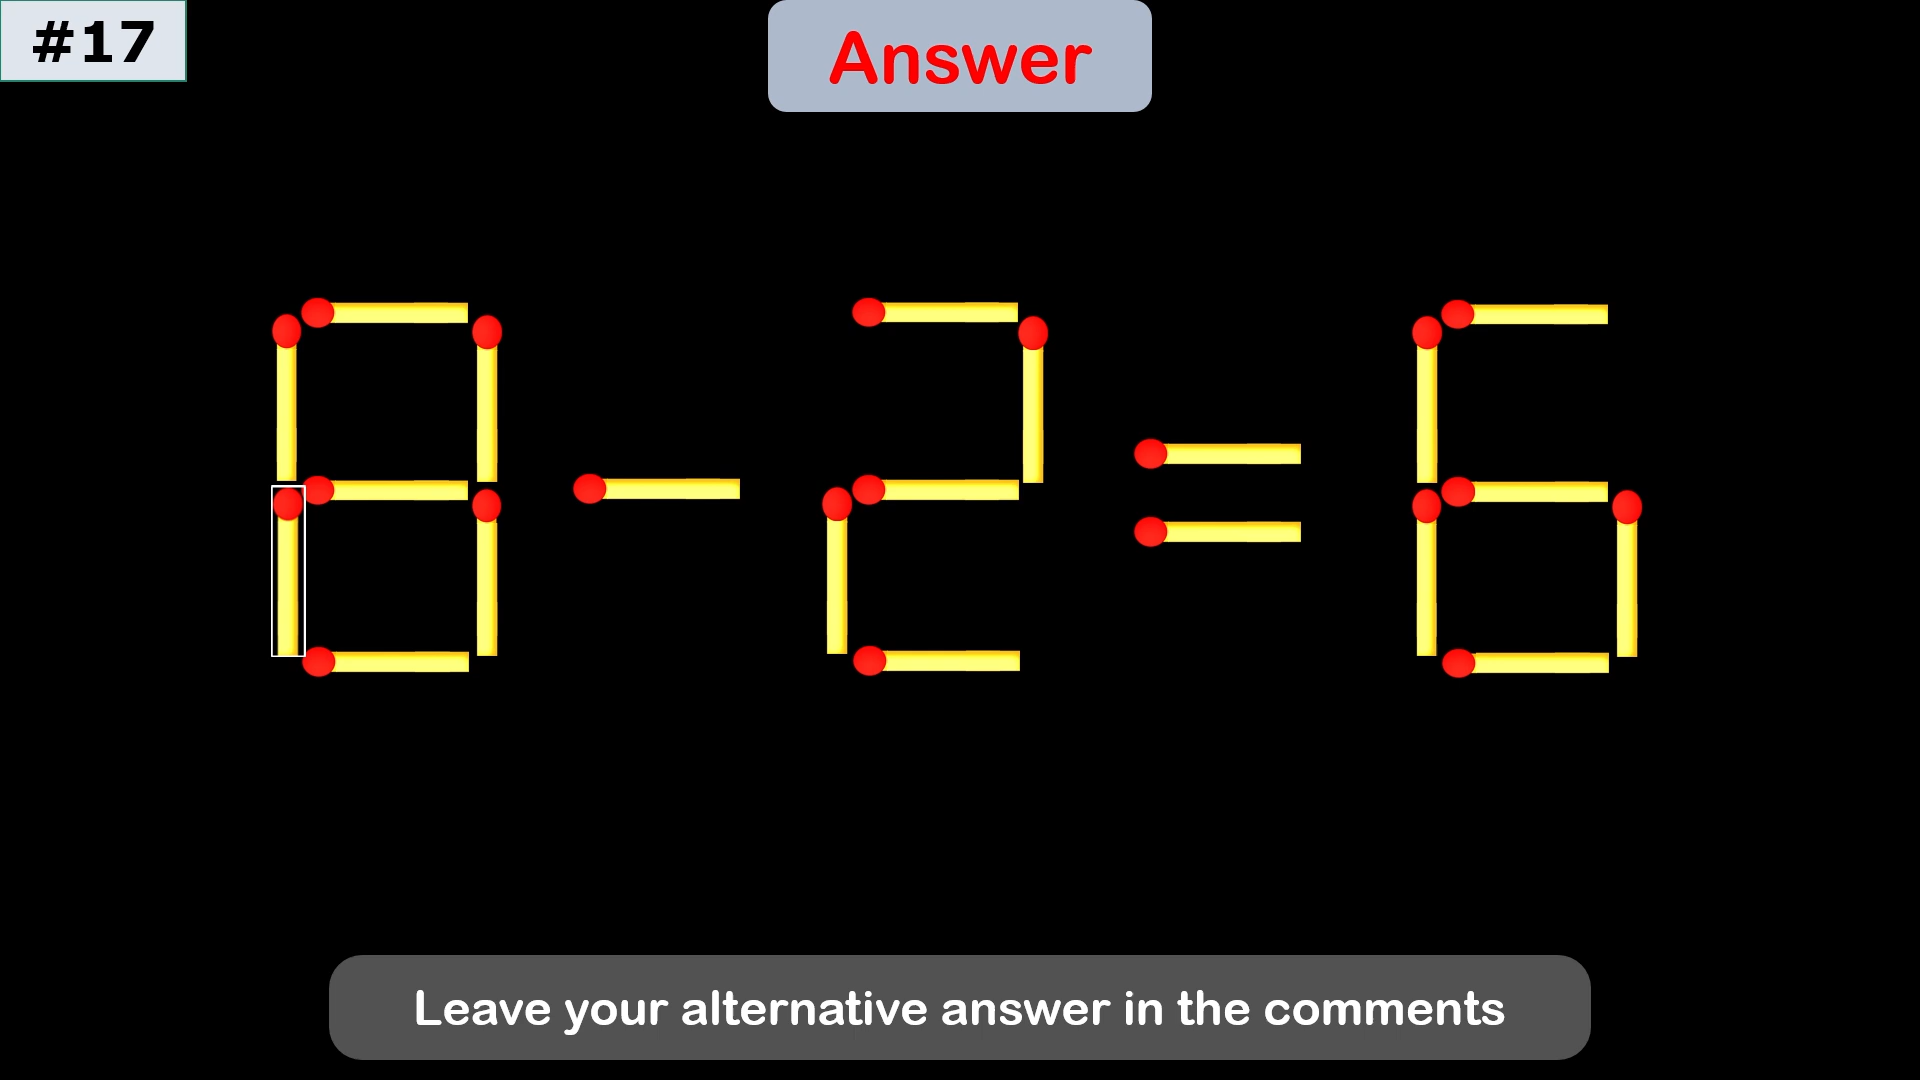 #17
Answer
8 - 2 = 6
Leave your alternative answer in the comments